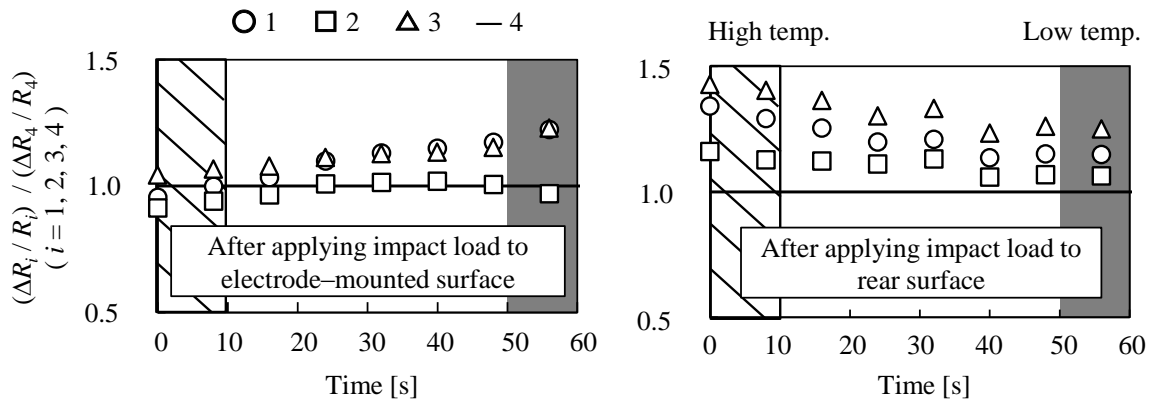 1 2 3 4
High temp. Low temp.
(ΔR_i / R_i) / (ΔR_4 / R_4)
( i = 1, 2, 3, 4)
1.5
1.0
0.5
After applying impact load to
electrode–mounted surface
0 10 20 30 40 50 60
Time [s]
1.5
1.0
0.5
After applying impact load to
rear surface
0 10 20 30 40 50 60
Time [s]